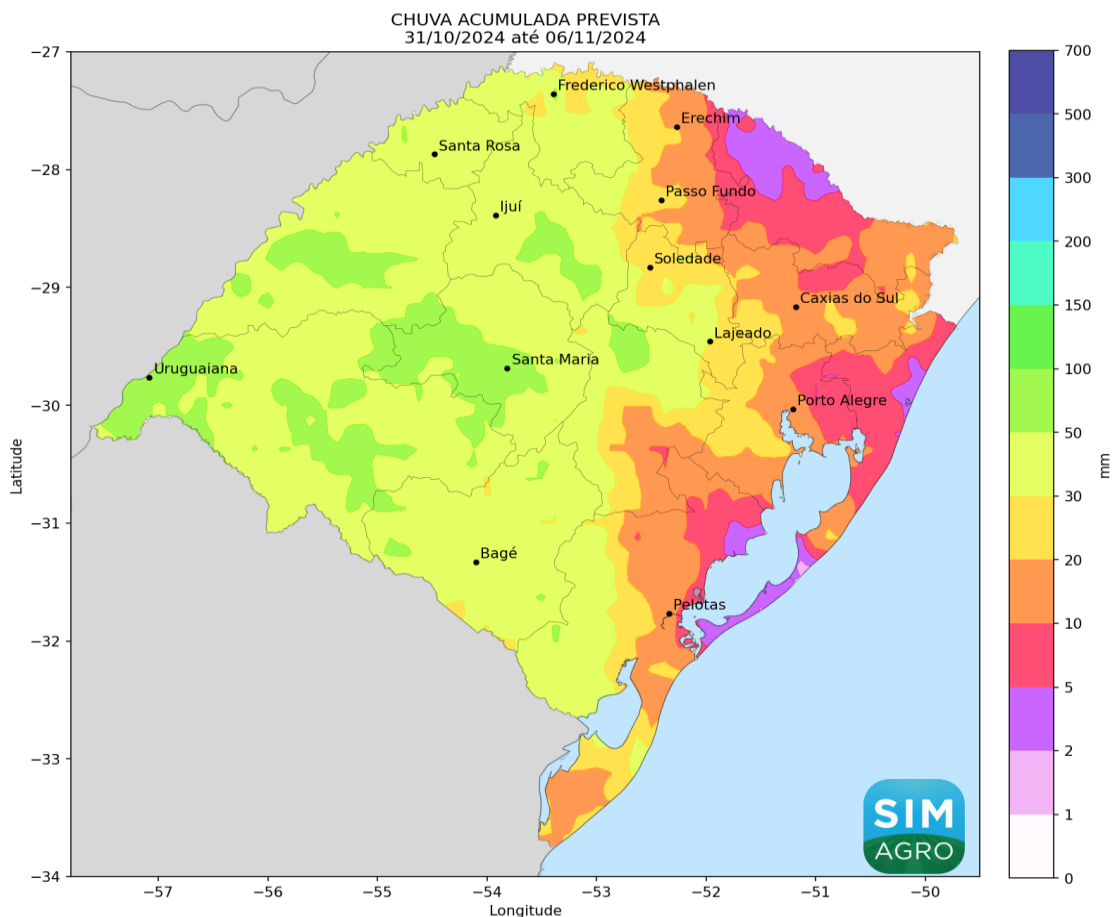 CHUVA ACUMULADA PREVISTA
31/10/2024 até 06/11/2024
−27
−28
−29
−30
−31
−32
−33
−34
Latitude
Frederico Westphalen
Erechim
Santa Rosa
Passo Fundo
Ijuí
Soledade
Caxias do Sul
Lajeado
Santa Maria
Uruguaiana
Porto Alegre
Bagé
Pelotas
SIM
AGRO
−57
−56
−55
−54
−53
−52
−51
−50
Longitude
700
500
300
200
150
100
50
30
20
10
5
2
1
0
mm